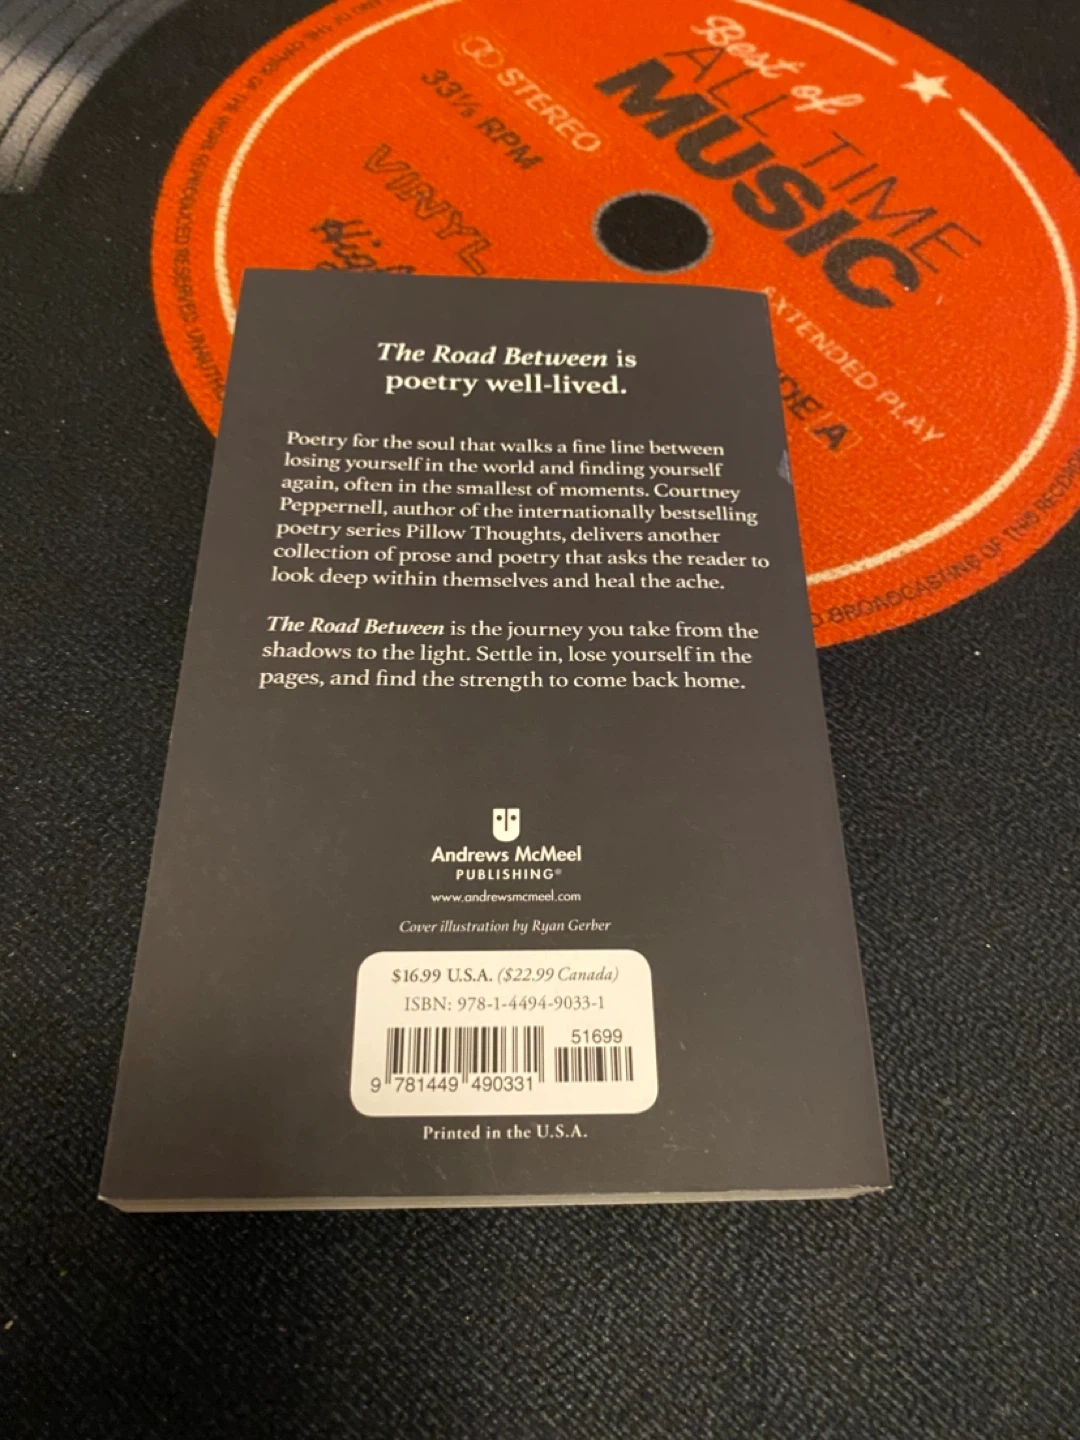 Best of
ALL TIME
MUSIC
STEREO
33⅓ RPM
VINYL
EXTENDED PLAY
The Road Between is
poetry well-lived.
Poetry for the soul that walks a fine line between
losing yourself in the world and finding yourself
again, often in the smallest of moments. Courtney
Peppernell, author of the internationally bestselling
poetry series Pillow Thoughts, delivers another
collection of prose and poetry that asks the reader to
look deep within themselves and heal the ache.
The Road Between is the journey you take from the
shadows to the light. Settle in, lose yourself in the
pages, and find the strength to come back home.
Andrews McMeel
PUBLISHING®
www.andrewsmcmeel.com
Cover illustration by Ryan Gerber
$16.99 U.S.A. ($22.99 Canada)
ISBN: 978-1-4494-9033-1
51699
9 781449 490331
Printed in the U.S.A.
BROADCASTING OF THIS RECORD